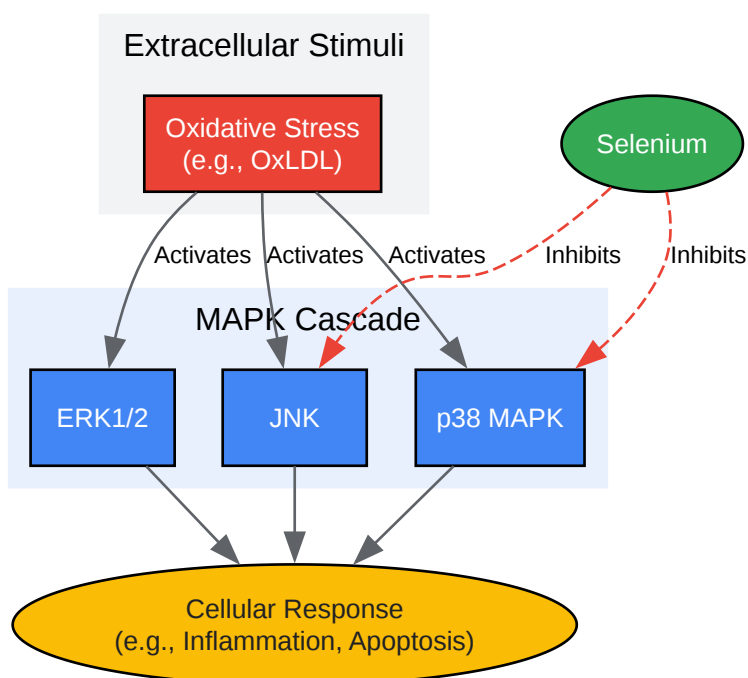 Extracellular Stimuli
Oxidative Stress
(e.g., OxLDL)
Selenium
Activates
Activates
Activates
Inhibits
Inhibits
MAPK Cascade
ERK1/2
JNK
p38 MAPK
Cellular Response
(e.g., Inflammation, Apoptosis)